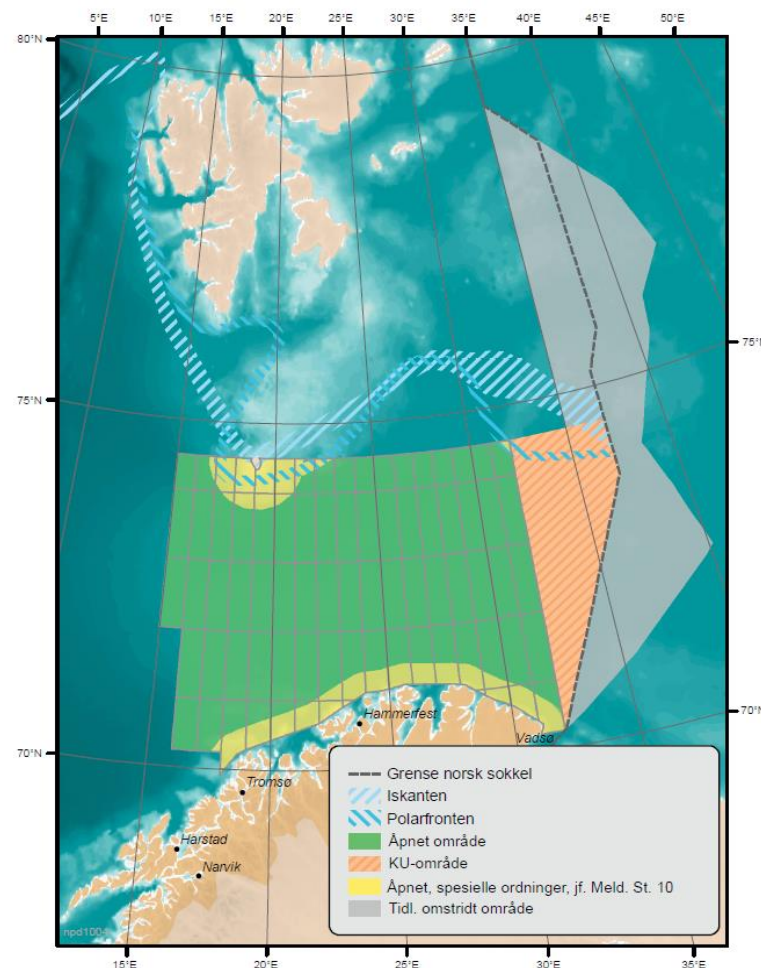 5°E 10°E 15°E 20°E 25°E 30°E 35°E 40°E 45°E 50°E
80°N
75°N
75°N
70°N
70°N
Hammerfest
Vadsø
Tromsø
Harstad
Narvik
Grense norsk sokkel
Iskanten
Polarfronten
Åpnet område
KU-område
Åpnet, spesielle ordninger, jf. Meld. St. 10
Tidl. omstridt område
npd1004
15°E 20°E 25°E 30°E 35°E